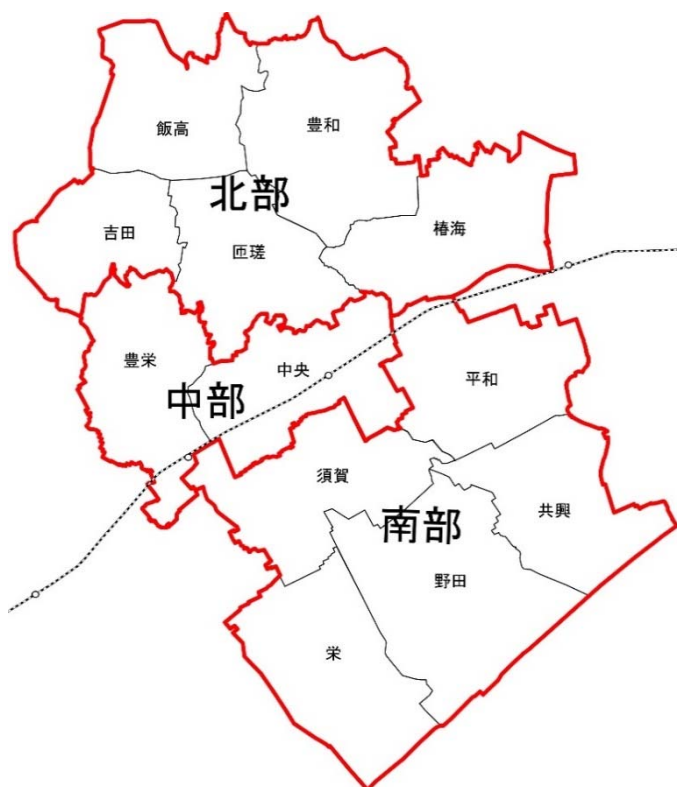 飯高
豊和
北部
吉田
匝瑳
椿海
豊栄
中央
平和
中部
須賀
共興
南部
野田
栄